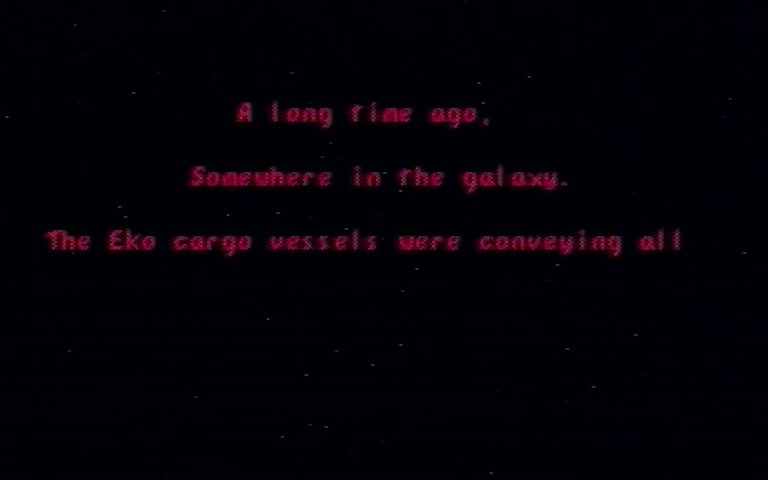 A long time ago,
Somewhere in the galaxy.
The Eko cargo vessels were conveying all